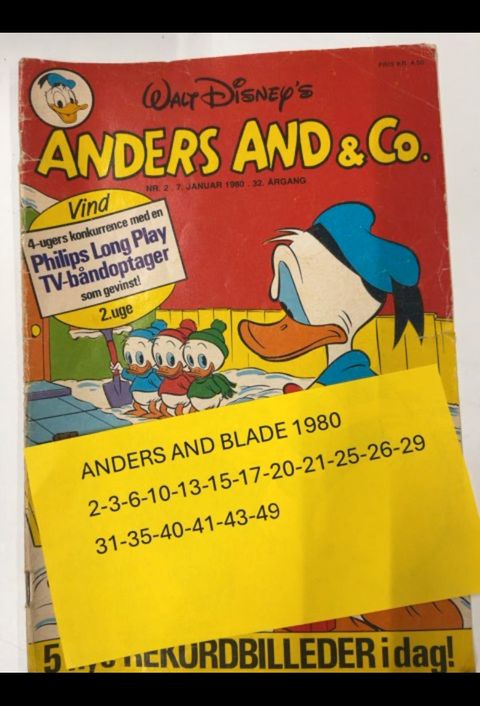 PRIS KR. 4.50
WALT DISNEY'S
ANDERS AND & Co.
NR. 2 . 7. JANUAR 1980 . 32. ÅRGANG
Vind
4-ugers konkurrence med en
Philips Long Play
TV-båndoptager
som gevinst!
2.uge
ANDERS AND BLADE 1980
2-3-6-10-13-15-17-20-21-25-26-29
31-35-40-41-43-49
5 REKORDBILLEDER i dag!